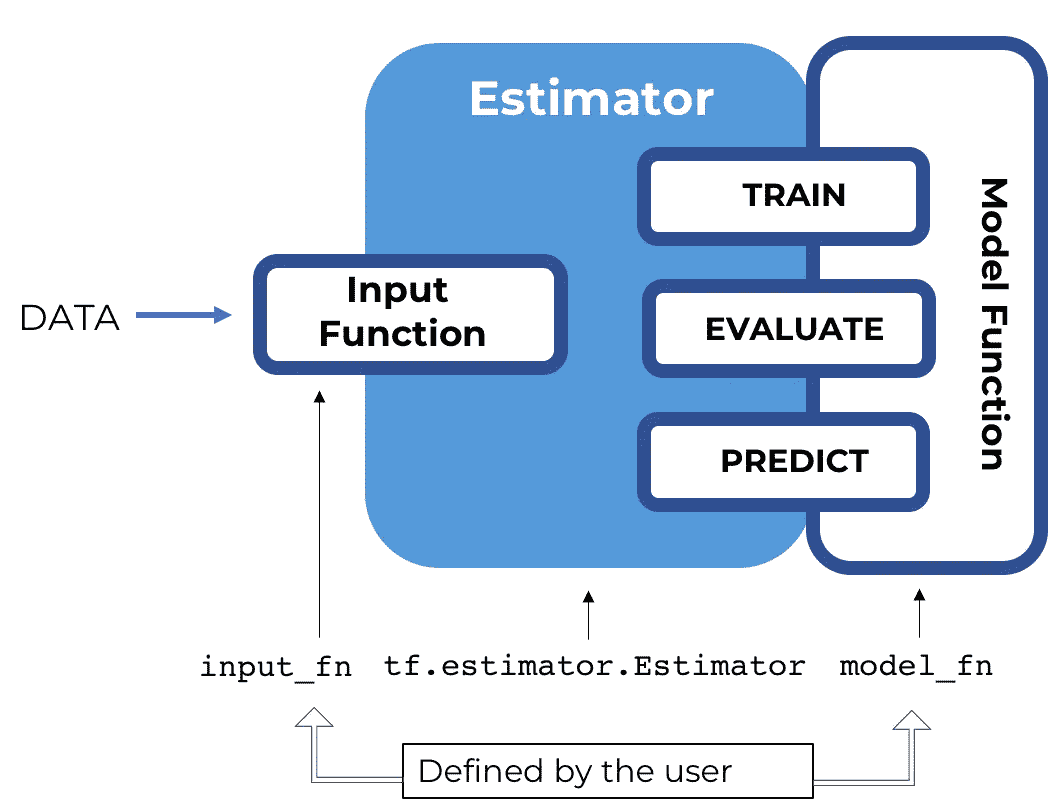 Estimator
TRAIN
Input
Function
DATA
EVALUATE
PREDICT
Model Function
input_fn
tf.estimator.Estimator
model_fn
Defined by the user